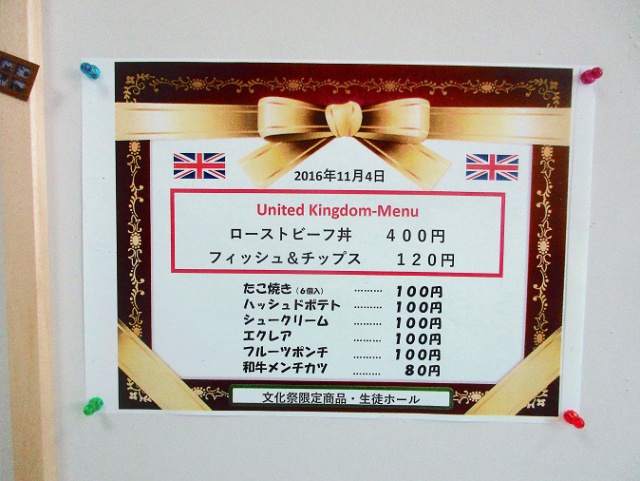 2016年11月4日
United Kingdom-Menu
ローストビーフ丼　４００円
フィッシュ＆チップス　１２０円
たこ焼き（6個入） ……… 100円
ハッシュドポテト ……… 100円
シュークリーム ……… 100円
エクレア ……… 100円
フルーツポンチ ……… 100円
和牛メンチカツ ……… 80円
文化祭限定商品・生徒ホール